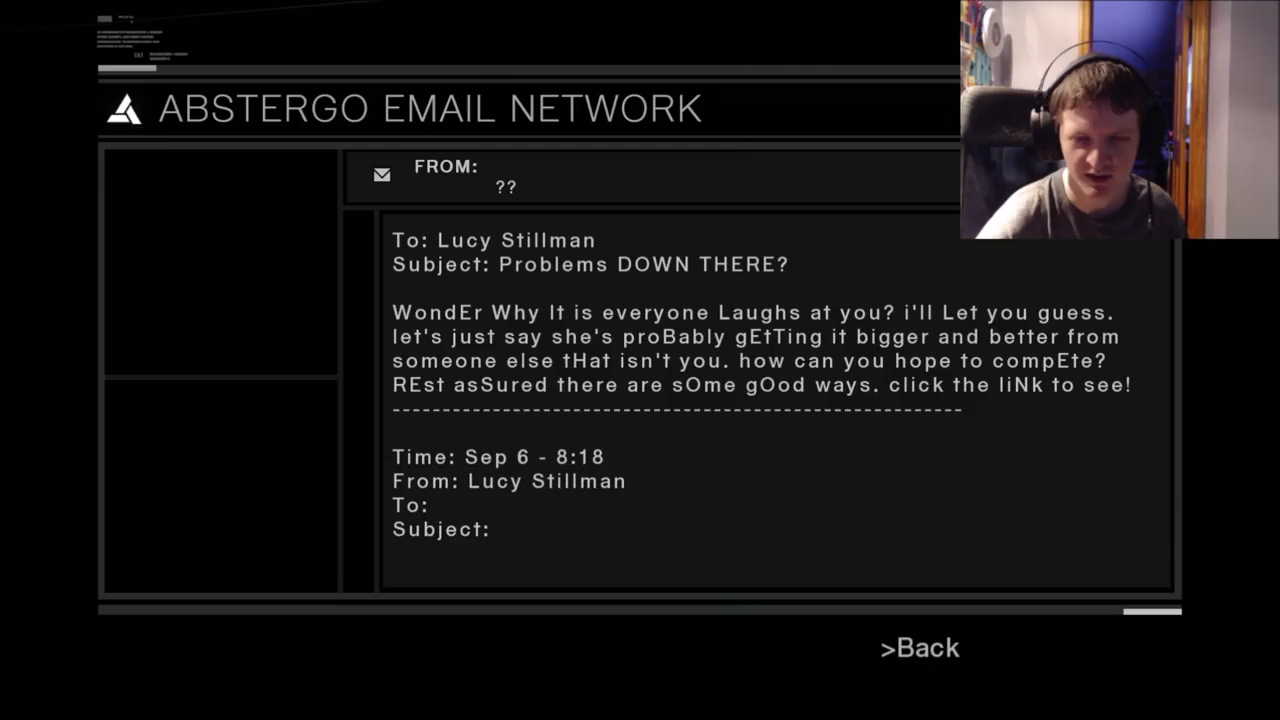 ABSTERGO EMAIL NETWORK
FROM:
??
To: Lucy Stillman
Subject: Problems DOWN THERE?
WondEr Why It is everyone Laughs at you? i'll Let you guess.
let's just say she's proBably gEtTing it bigger and better from
someone else tHat isn't you. how can you hope to compEte?
REst asSured there are sOme gOod ways. click the liNk to see!
---------------------------------------------------------
Time: Sep 6 - 8:18
From: Lucy Stillman
To:
Subject:
>Back